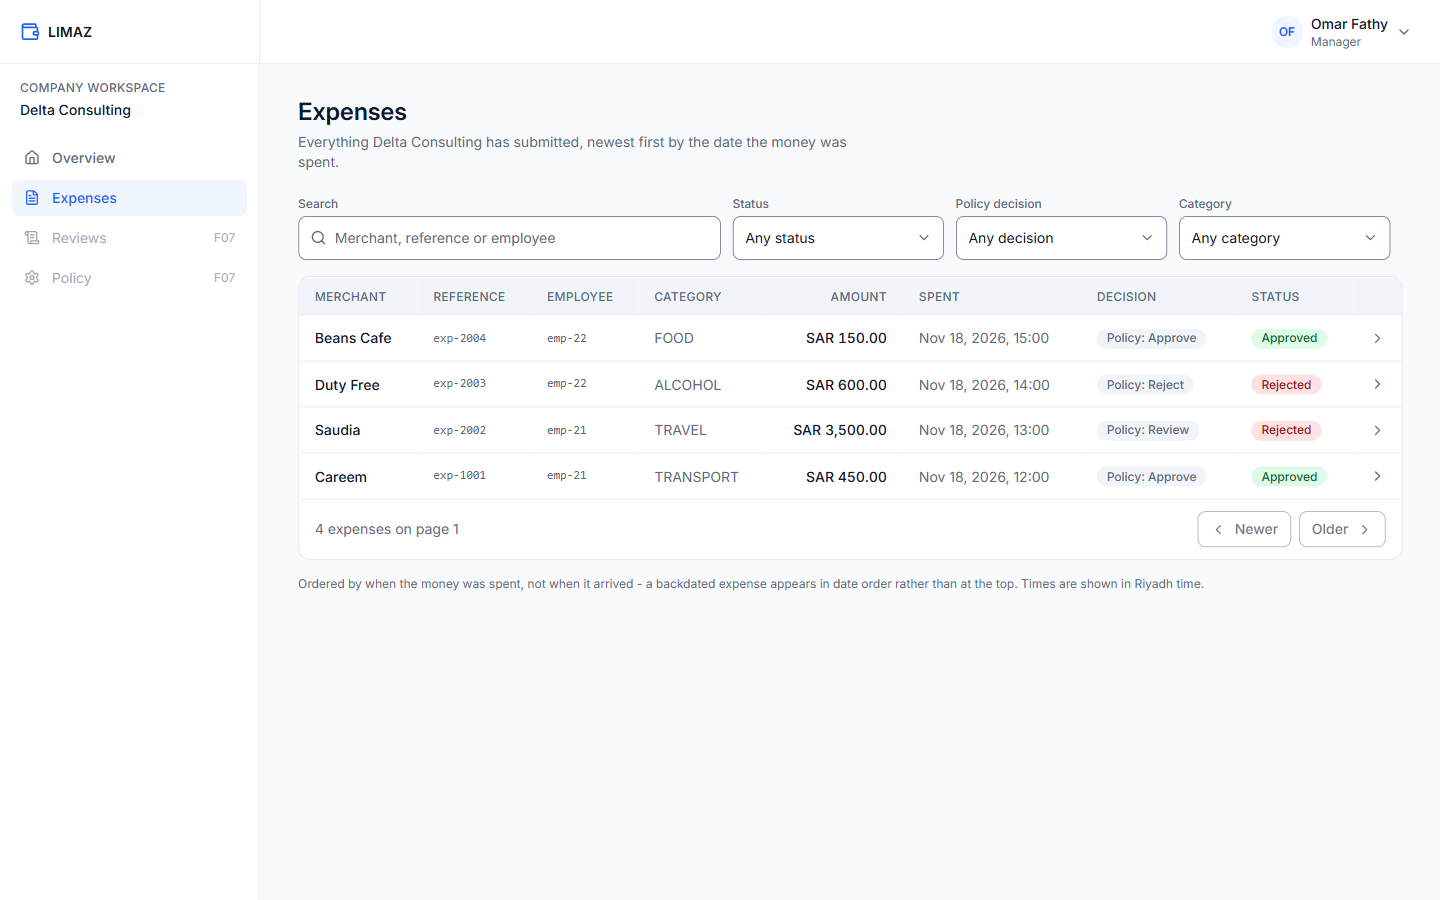 LIMAZ
OF
Omar Fathy
Manager
COMPANY WORKSPACE
Delta Consulting
Overview
Expenses
Reviews F07
Policy F07
Expenses
Everything Delta Consulting has submitted, newest first by the date the money was
spent.
Search Status Policy decision Category
Merchant, reference or employee Any status Any decision Any category
MERCHANT REFERENCE EMPLOYEE CATEGORY AMOUNT SPENT DECISION STATUS
Beans Cafe exp-2004 emp-22 FOOD SAR 150.00 Nov 18, 2026, 15:00 Policy: Approve Approved
Duty Free exp-2003 emp-22 ALCOHOL SAR 600.00 Nov 18, 2026, 14:00 Policy: Reject Rejected
Saudia exp-2002 emp-21 TRAVEL SAR 3,500.00 Nov 18, 2026, 13:00 Policy: Review Rejected
Careem exp-1001 emp-21 TRANSPORT SAR 450.00 Nov 18, 2026, 12:00 Policy: Approve Approved
4 expenses on page 1 Newer Older
Ordered by when the money was spent, not when it arrived - a backdated expense appears in date order rather than at the top. Times are shown in Riyadh time.